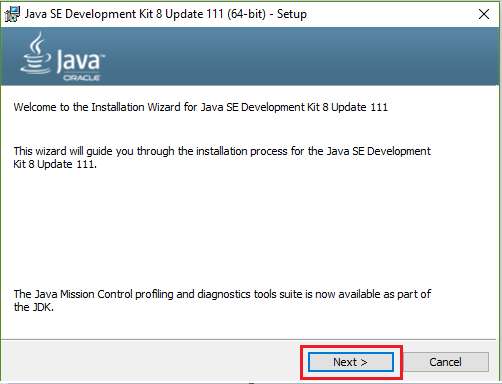 Java SE Development Kit 8 Update 111 (64-bit) - Setup
Java™
ORACLE
Welcome to the Installation Wizard for Java SE Development Kit 8 Update 111
This wizard will guide you through the installation process for the Java SE Development
Kit 8 Update 111.
The Java Mission Control profiling and diagnostics tools suite is now available as part of
the JDK.
Next >
Cancel